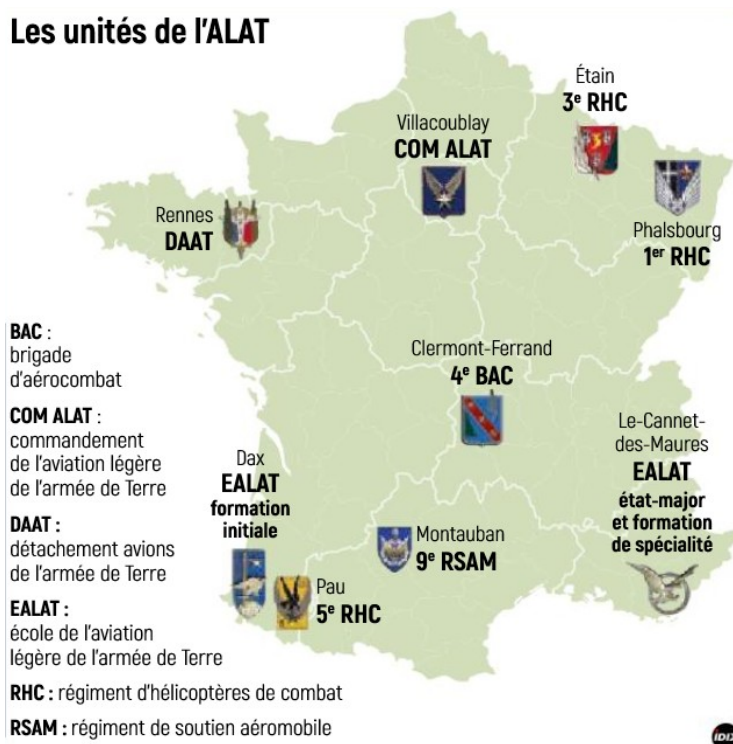 Les unités de l'ALAT
Étain
3e RHC
Villacoublay
COM ALAT
Rennes
DAAT
Phalsbourg
1er RHC
BAC :
brigade
d'aérocombat
COM ALAT :
commandement
de l'aviation légère
de l'armée de Terre
DAAT :
détachement avions
de l'armée de Terre
EALAT :
école de l'aviation
légère de l'armée de Terre
RHC : régiment d'hélicoptères de combat
RSAM : régiment de soutien aéromobile
Clermont-Ferrand
4e BAC
Le-Cannet-
des-Maures
EALAT
état-major
et formation
de spécialité
Dax
EALAT
formation
initiale
Montauban
9e RSAM
Pau
5e RHC
IDIX